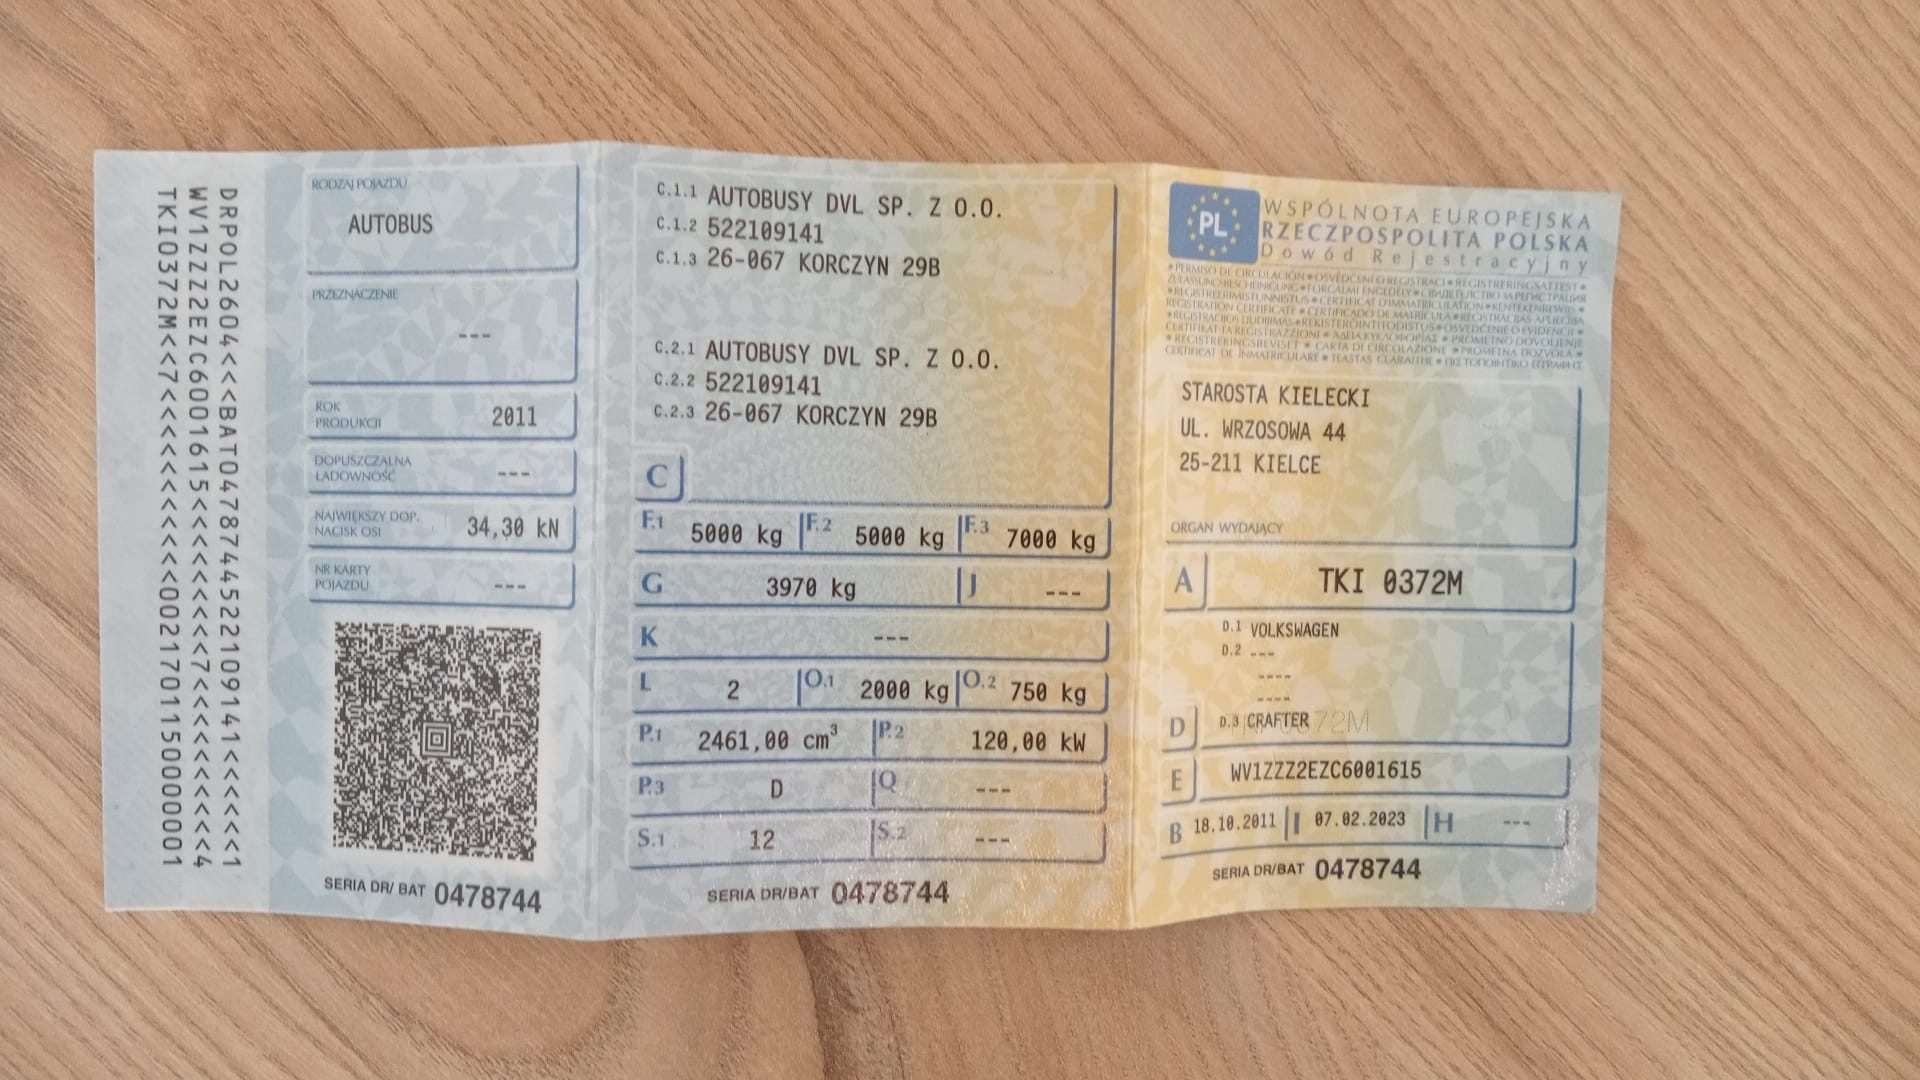 DRPOL2604<<BAT0478744522109141<<<<<1
WV1ZZZ2EZC6001615<<<<<<<<7<<<<<<<<<4
RODZAJ POJAZDU
AUTOBUS
PRZEZNACZENIE
---
ROK PRODUKCJI 2011
DOPUSZCZALNA ŁADOWNOŚĆ ---
NAJWIĘKSZY DOP. NACISK OSI 34,30 kN
NR KARTY POJAZDU ---
SERIA DR/BAT 0478744
C.1.1 AUTOBUSY DVL SP. Z O.O.
C.1.2 522109141
C.1.3 26-067 KORCZYN 29B
C.2.1 AUTOBUSY DVL SP. Z O.O.
C.2.2 522109141
C.2.3 26-067 KORCZYN 29B
C
F.1 5000 kg F.2 5000 kg F.3 7000 kg
G 3970 kg J ---
K ---
L 2 O.1 2000 kg O.2 750 kg
P.1 2461,00 cm³ P.2 120,00 kW
P.3 D Q ---
S.1 12 S.2 ---
SERIA DR/BAT 0478744
PL
WSPÓLNOTA EUROPEJSKA
RZECZPOSPOLITA POLSKA
Dowód Rejestracyjny
STAROSTA KIELECKI
UL. WRZOSOWA 44
25-211 KIELCE
ORGAN WYDAJĄCY
A TKI 0372M
D.1 VOLKSWAGEN
D.2 ---
----
----
D D.3 CRAFTER
E WV1ZZZ2EZC6001615
B 18.10.2011 I 07.02.2023 H ---
SERIA DR/BAT 0478744